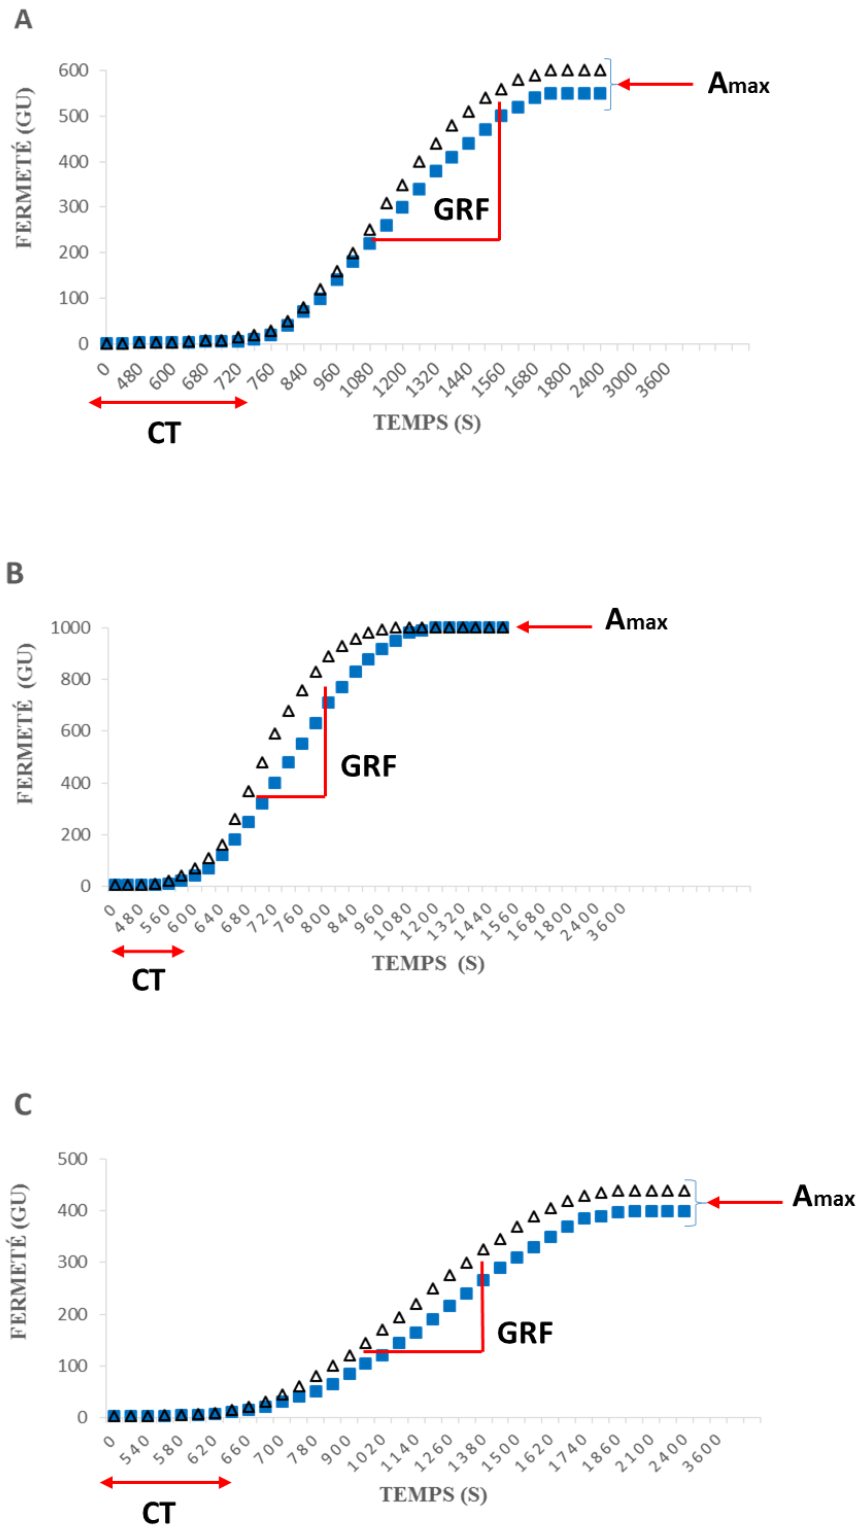 A
FERMETÉ (GU)
600
500
400
300
200
100
0
Amax
GRF
0 480 600 680 720 760 840 960 1080 1200 1320 1440 1560 1680 1800 2400 3000 3600
CT
TEMPS (S)
B
FERMETÉ (GU)
1000
800
600
400
200
0
Amax
GRF
0 480 560 600 640 680 720 760 800 840 960 1080 1200 1320 1440 1560 1680 1800 2400 3600
CT
TEMPS (S)
C
FERMETÉ (GU)
500
400
300
200
100
0
Amax
GRF
0 540 580 620 660 700 780 900 1020 1140 1260 1380 1500 1620 1740 1860 2100 2400 3600
CT
TEMPS (S)